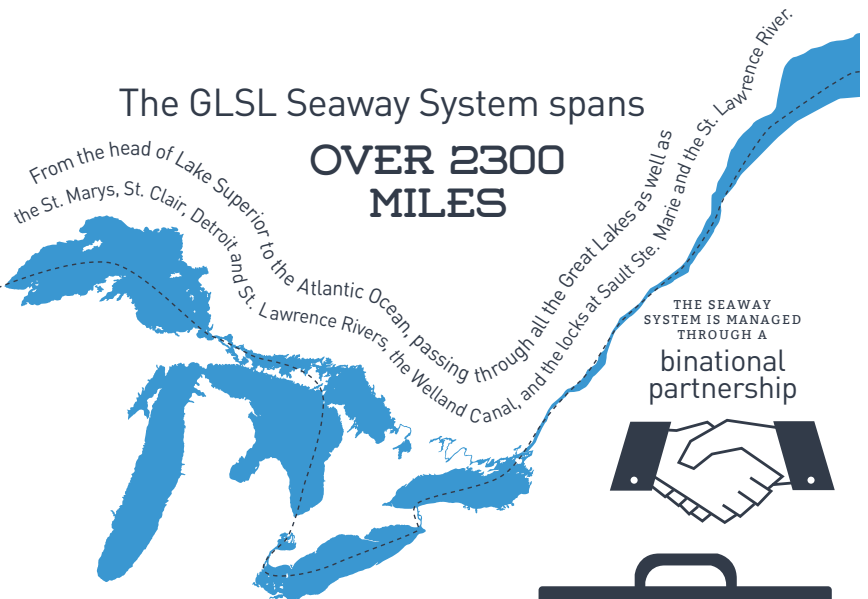 The GLSL Seaway System spans
OVER 2300
MILES
From the head of Lake Superior to the Atlantic Ocean, passing through all the Great Lakes as well as
the St. Marys, St. Clair, Detroit and St. Lawrence Rivers, the Welland Canal, and the locks at Sault Ste. Marie and the St. Lawrence River.
THE SEAWAY
SYSTEM IS MANAGED
THROUGH A
binational
partnership